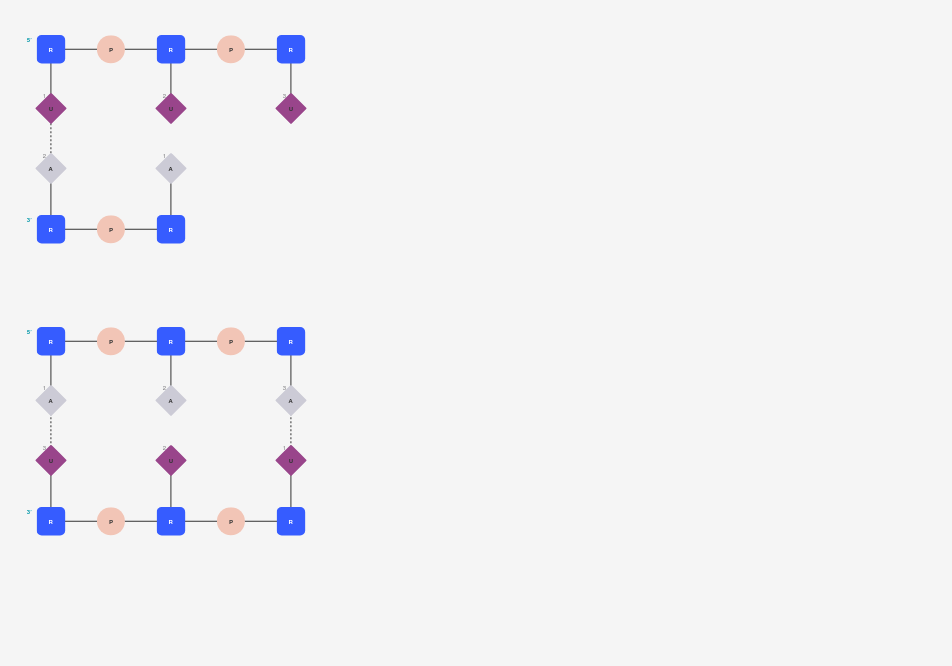 5' R P R P R
1 U 2 U 3 U
2 A 1 A
3' R P R
5' R P R P R
1 A 2 A 3 A
3 U 2 U 1 U
3' R P R P R